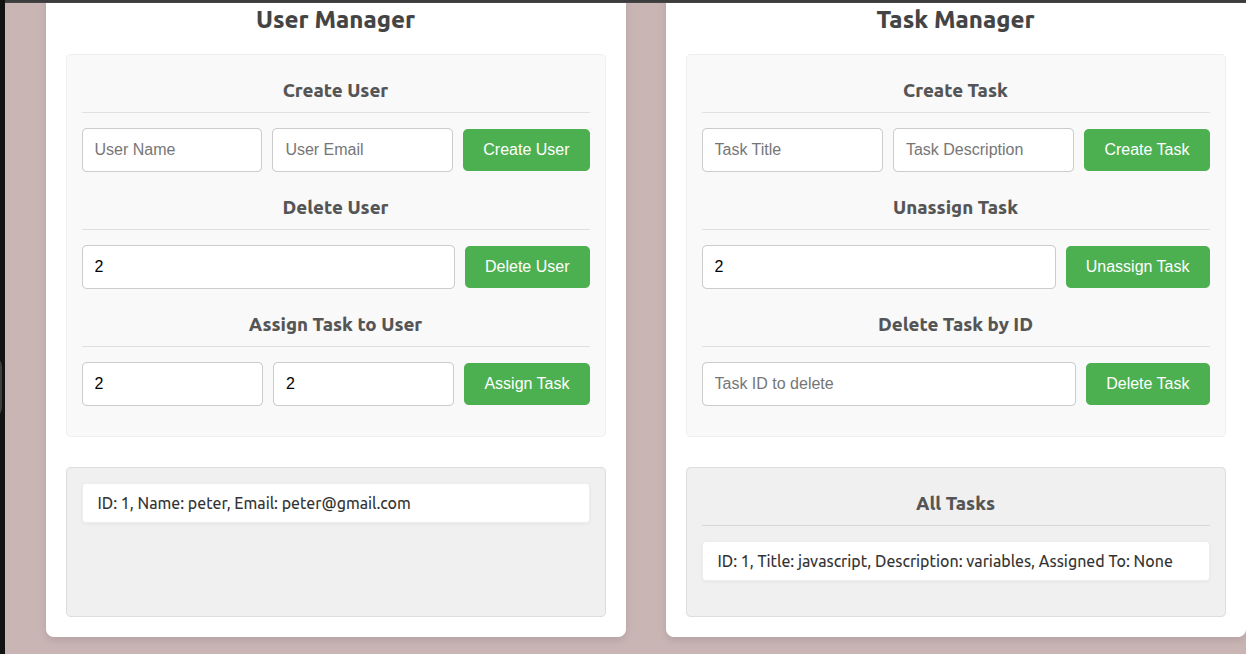 User Manager
Create User
User Name
User Email
Create User
Delete User
2
Delete User
Assign Task to User
2
2
Assign Task
ID: 1, Name: peter, Email: peter@gmail.com
Task Manager
Create Task
Task Title
Task Description
Create Task
Unassign Task
2
Unassign Task
Delete Task by ID
Task ID to delete
Delete Task
All Tasks
ID: 1, Title: javascript, Description: variables, Assigned To: None